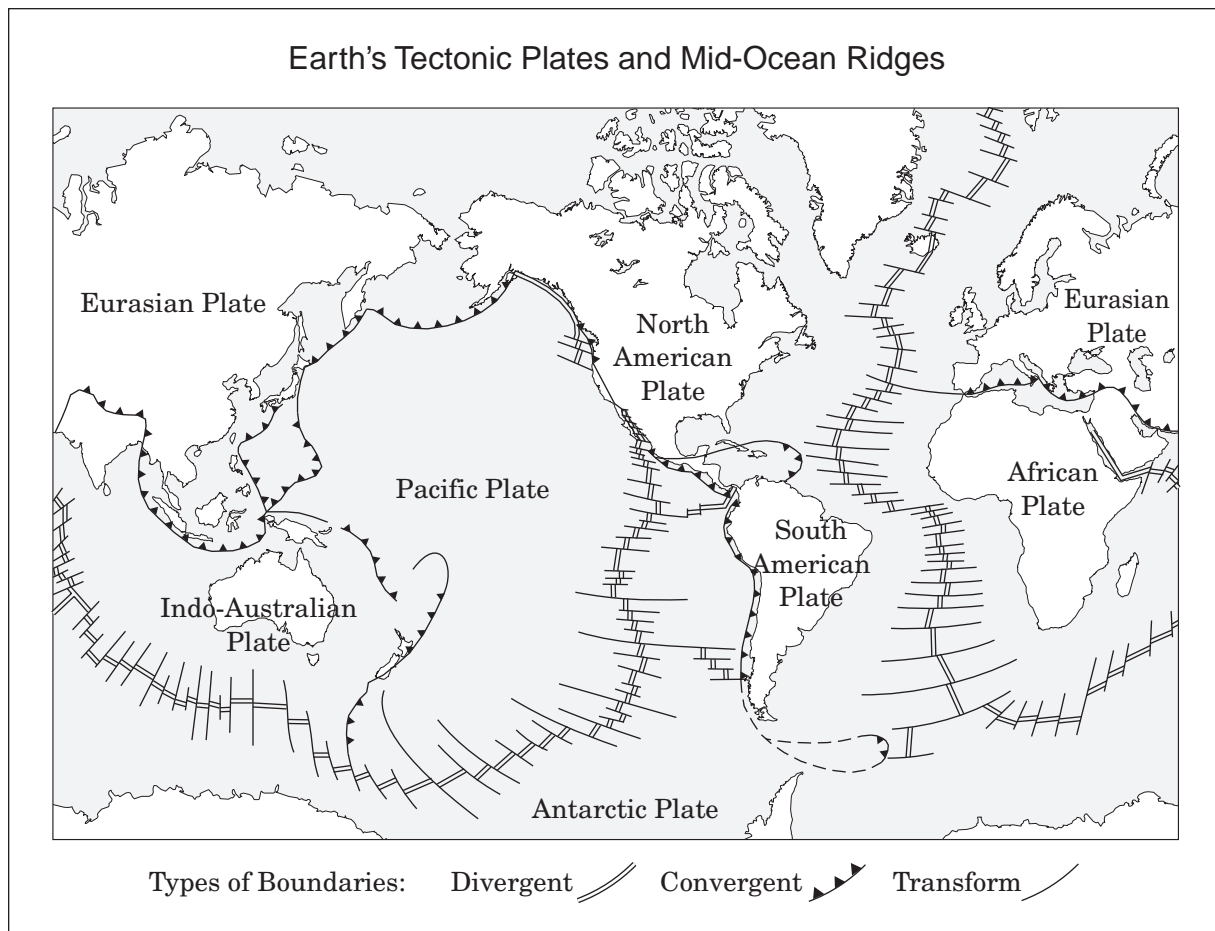 Earth's Tectonic Plates and Mid-Ocean Ridges
Eurasian Plate
North
American
Plate
Eurasian
Plate
Pacific Plate
African
Plate
South
American
Plate
Indo-Australian
Plate
Antarctic Plate
Types of Boundaries: Divergent Convergent Transform